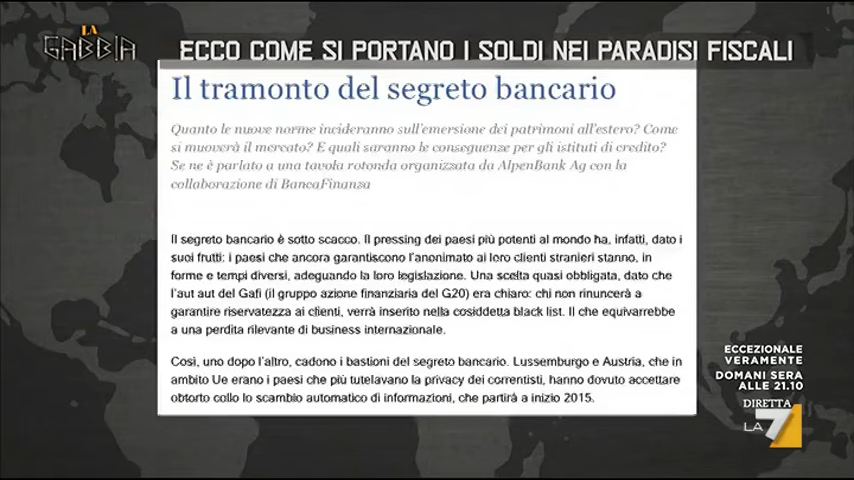 LA
GABBIA
ECCO COME SI PORTANO I SOLDI NEI PARADISI FISCALI
Il tramonto del segreto bancario
Quanto le nuove norme incideranno sull'emersione dei patrimoni all'estero? Come
si muoverà il mercato? E quali saranno le conseguenze per gli istituti di credito?
Se ne è parlato a una tavola rotonda organizzata da AlpenBank Ag con la
collaborazione di BancaFinanza
Il segreto bancario è sotto scacco. Il pressing dei paesi più potenti al mondo ha, infatti, dato i
suoi frutti: i paesi che ancora garantiscono l'anonimato ai loro clienti stranieri stanno, in
forme e tempi diversi, adeguando la loro legislazione. Una scelta quasi obbligata, dato che
l'aut aut del Gafi (il gruppo azione finanziaria del G20) era chiaro: chi non rinuncerà a
garantire riservatezza ai clienti, verrà inserito nella cosiddetta black list. Il che equivarrebbe
a una perdita rilevante di business internazionale.
Così, uno dopo l'altro, cadono i bastioni del segreto bancario. Lussemburgo e Austria, che in
ambito Ue erano i paesi che più tutelavano la privacy dei correntisti, hanno dovuto accettare
obtorto collo lo scambio automatico di informazioni, che partirà a inizio 2015.
ECCEZIONALE
VERAMENTE
DOMANI SERA
ALLE 21.10
DIRETTA
LA 7